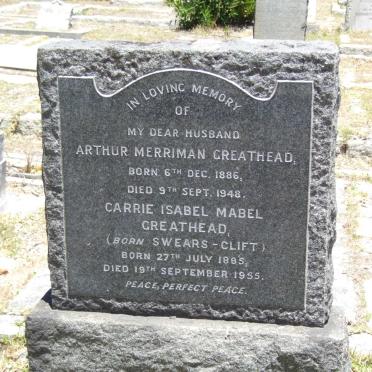 IN LOVING MEMORY
OF
MY DEAR HUSBAND
ARTHUR MERRIMAN GREATHEAD,
BORN 6TH DEC. 1886,
DIED 9TH SEPT. 1948.
CARRIE ISABEL MABEL
GREATHEAD,
(BORN SWEARS-CLIFT)
BORN 27TH JULY 1885,
DIED 19TH SEPTEMBER 1955.
PEACE, PERFECT PEACE.